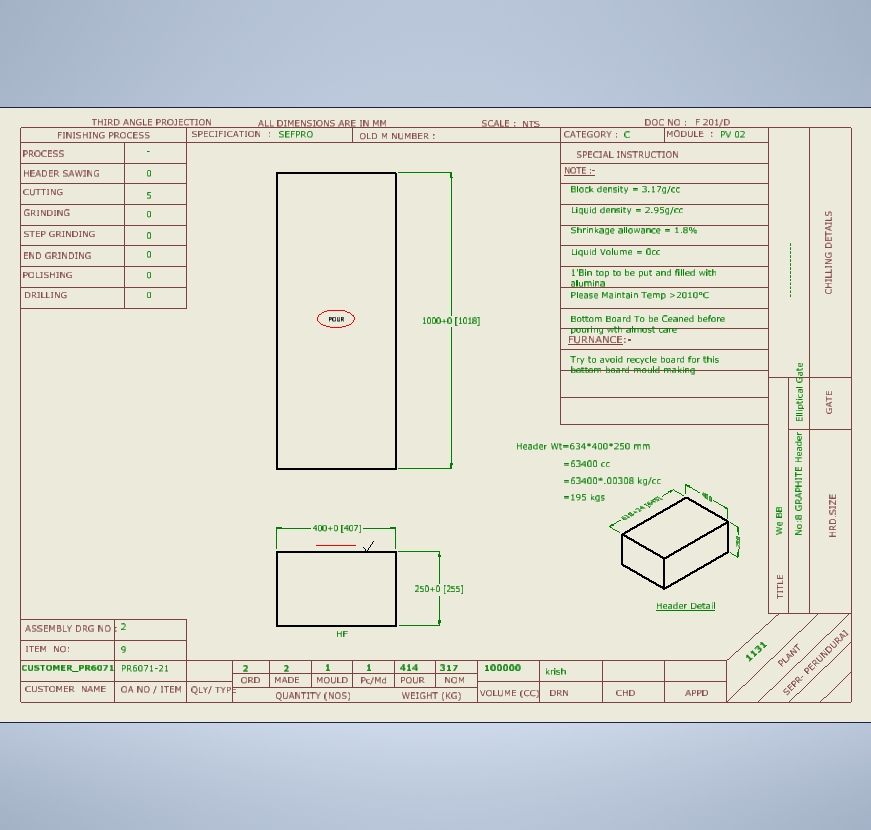 THIRD ANGLE PROJECTION
ALL DIMENSIONS ARE IN MM
SCALE : NTS
DOC NO : F 201/D
FINISHING PROCESS
SPECIFICATION : SEFPRO
OLD M NUMBER :
CATEGORY : C
MODULE : PV 02
PROCESS -
HEADER SAWING 0
CUTTING 5
GRINDING 0
STEP GRINDING 0
END GRINDING 0
POLISHING 0
DRILLING 0
SPECIAL INSTRUCTION
NOTE :-
Block density = 3.17g/cc
Liquid density = 2.95g/cc
Shrinkage allowance = 1.8%
Liquid Volume = 0cc
1'Bin top to be put and filled with
alumina
Please Maintain Temp >2010°C
Bottom Board To be Ceaned before
pouring wth almost care
FURNANCE:-
Try to avoid recycle board for this
bottom board mould making
POUR
1000+0 [1018]
CHILLING DETAILS
----------------
GATE
Elliptical Gate
HRD.SIZE
No:8 GRAPHITE Header
TITLE
We BB
Header Wt=634*400*250 mm
=63400 cc
=63400*.00308 kg/cc
=195 kgs
400+0 [407]
250+0 [255]
HF
Header Detail
ASSEMBLY DRG NO : 2
ITEM NO: 9
CUSTOMER_PR6071 PR6071-21
CUSTOMER NAME OA NO / ITEM QLY/ TYPE
2 2 1 1 414 317 100000 krish
ORD MADE MOULD Pc/Md POUR NOM
QUANTITY (NOS) WEIGHT (KG) VOLUME (CC) DRN CHD APPD
1131
PLANT
SEPR- PERUNDURAI